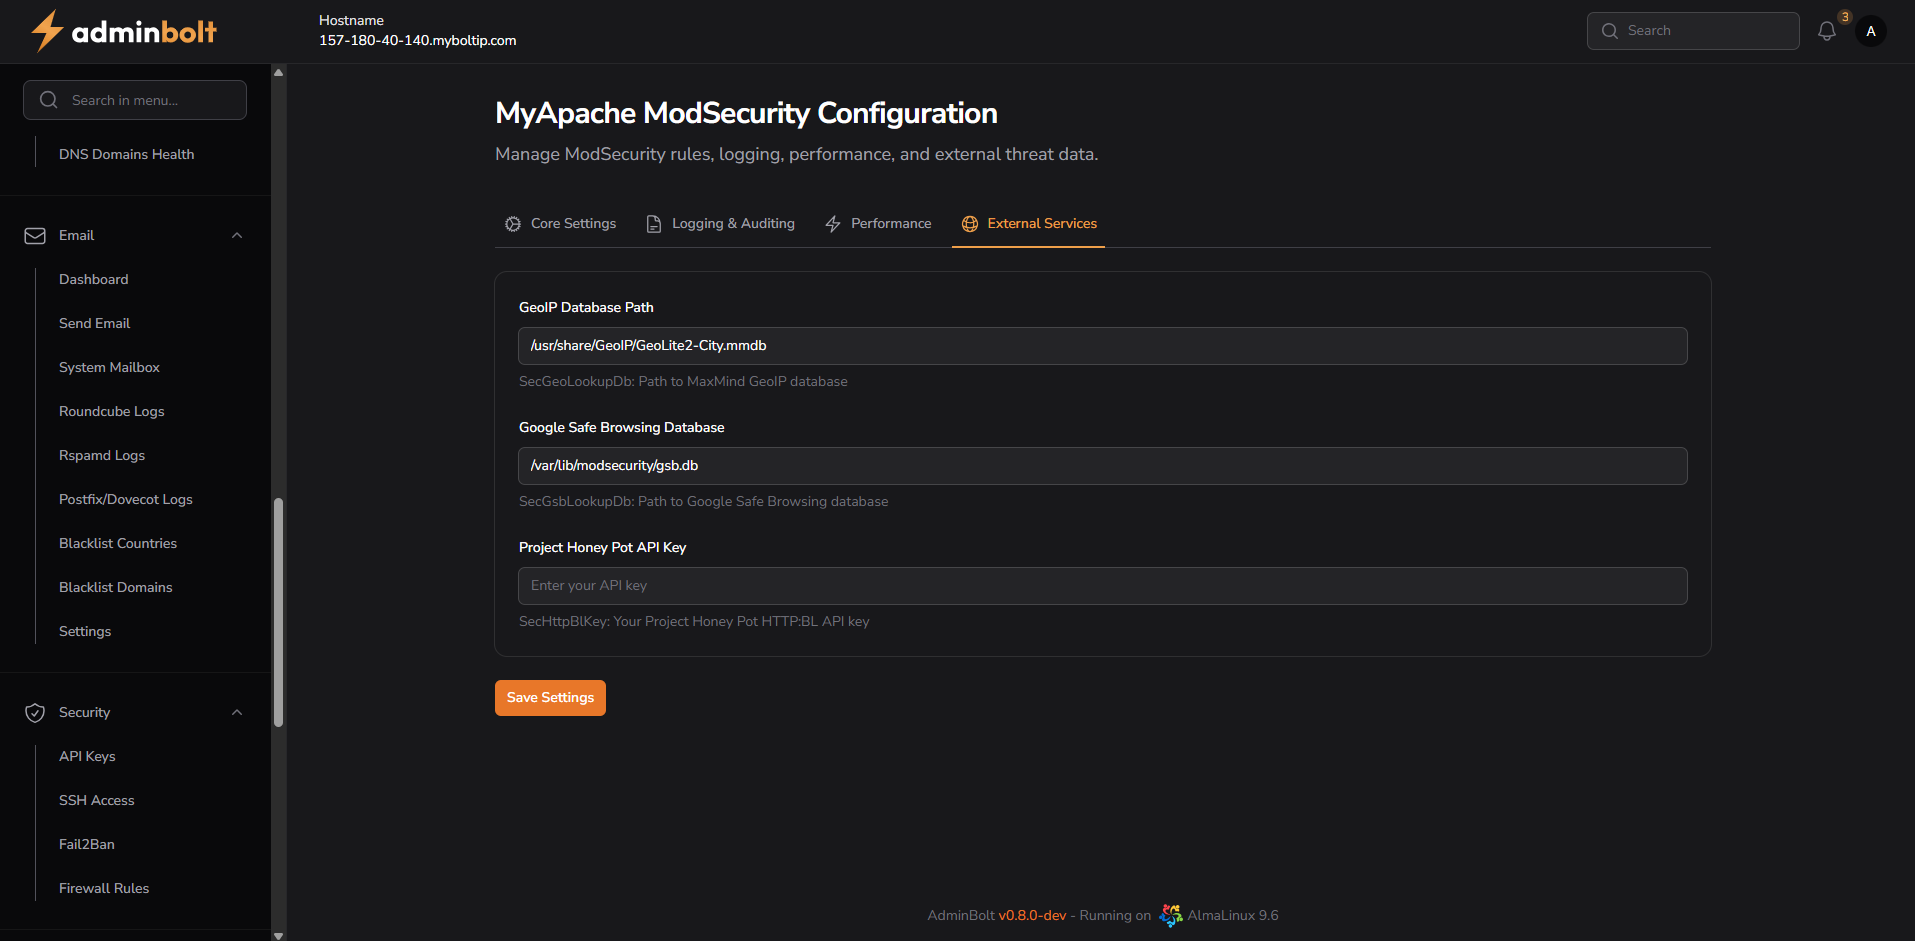 adminbolt
Hostname
157-180-40-140.myboltip.com
Search
3
A
Search in menu...
DNS Domains Health
Email
Dashboard
Send Email
System Mailbox
Roundcube Logs
Rspamd Logs
Postfix/Dovecot Logs
Blacklist Countries
Blacklist Domains
Settings
Security
API Keys
SSH Access
Fail2Ban
Firewall Rules
MyApache ModSecurity Configuration
Manage ModSecurity rules, logging, performance, and external threat data.
Core Settings
Logging & Auditing
Performance
External Services
GeoIP Database Path
/usr/share/GeoIP/GeoLite2-City.mmdb
SecGeoLookupDb: Path to MaxMind GeoIP database
Google Safe Browsing Database
/var/lib/modsecurity/gsb.db
SecGsbLookupDb: Path to Google Safe Browsing database
Project Honey Pot API Key
Enter your API key
SecHttpBlKey: Your Project Honey Pot HTTP:BL API key
Save Settings
AdminBolt v0.8.0-dev - Running on AlmaLinux 9.6